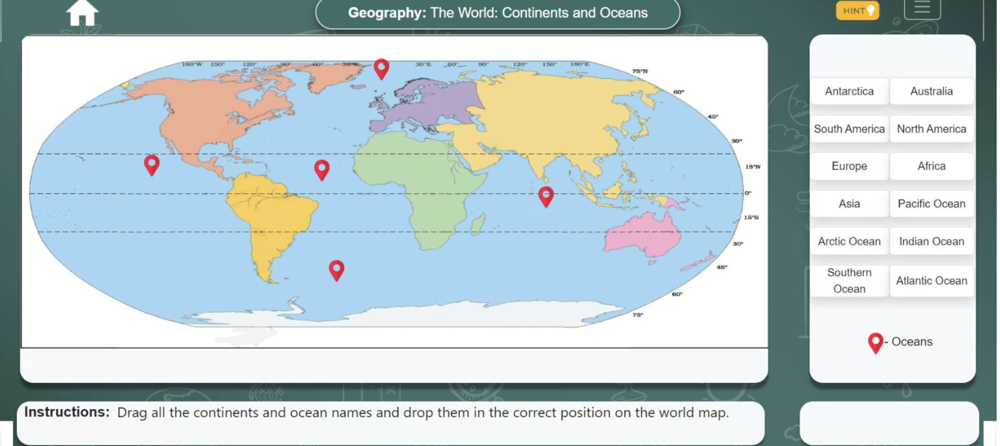 Geography: The World: Continents and Oceans
HINT
180°W 150° 120° 90° 60° 30°W 30°E 60° 90° 120° 150° 180°E
75°N
60°
45°
30°
15°N
0°
15°S
30°
45°
60°
75°
Antarctica Australia
South America North America
Europe Africa
Asia Pacific Ocean
Arctic Ocean Indian Ocean
Southern
Ocean
Atlantic Ocean
- Oceans
Instructions: Drag all the continents and ocean names and drop them in the correct position on the world map.